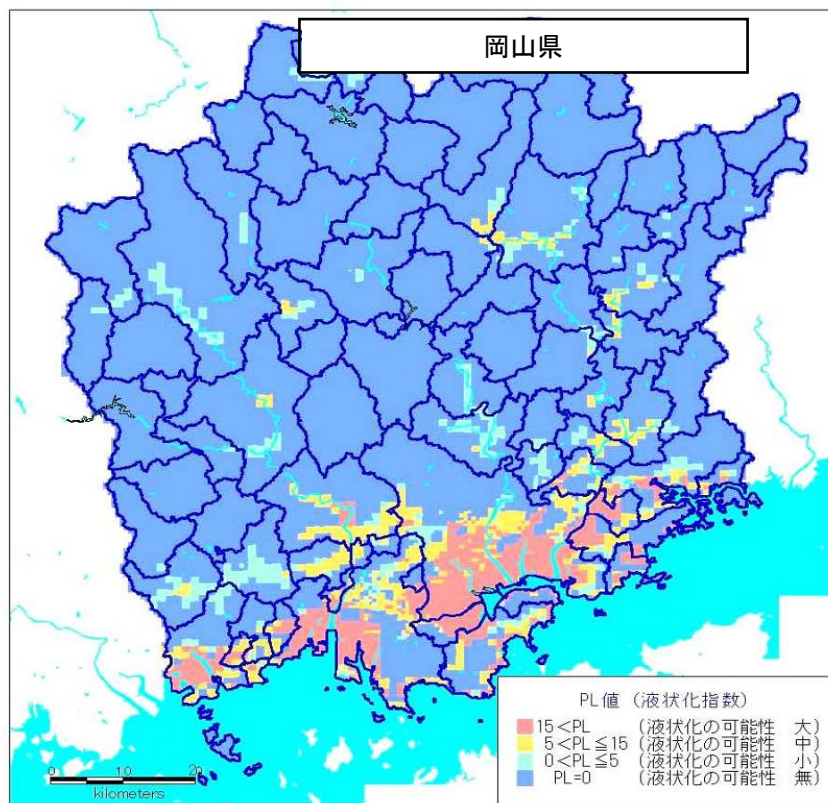 岡山県
PL値 (液状化指数)
15<PL (液状化の可能性 大)
5<PL≦15 (液状化の可能性 中)
0<PL≦5 (液状化の可能性 小)
PL=0 (液状化の可能性 無)
0 10 20
kilometers